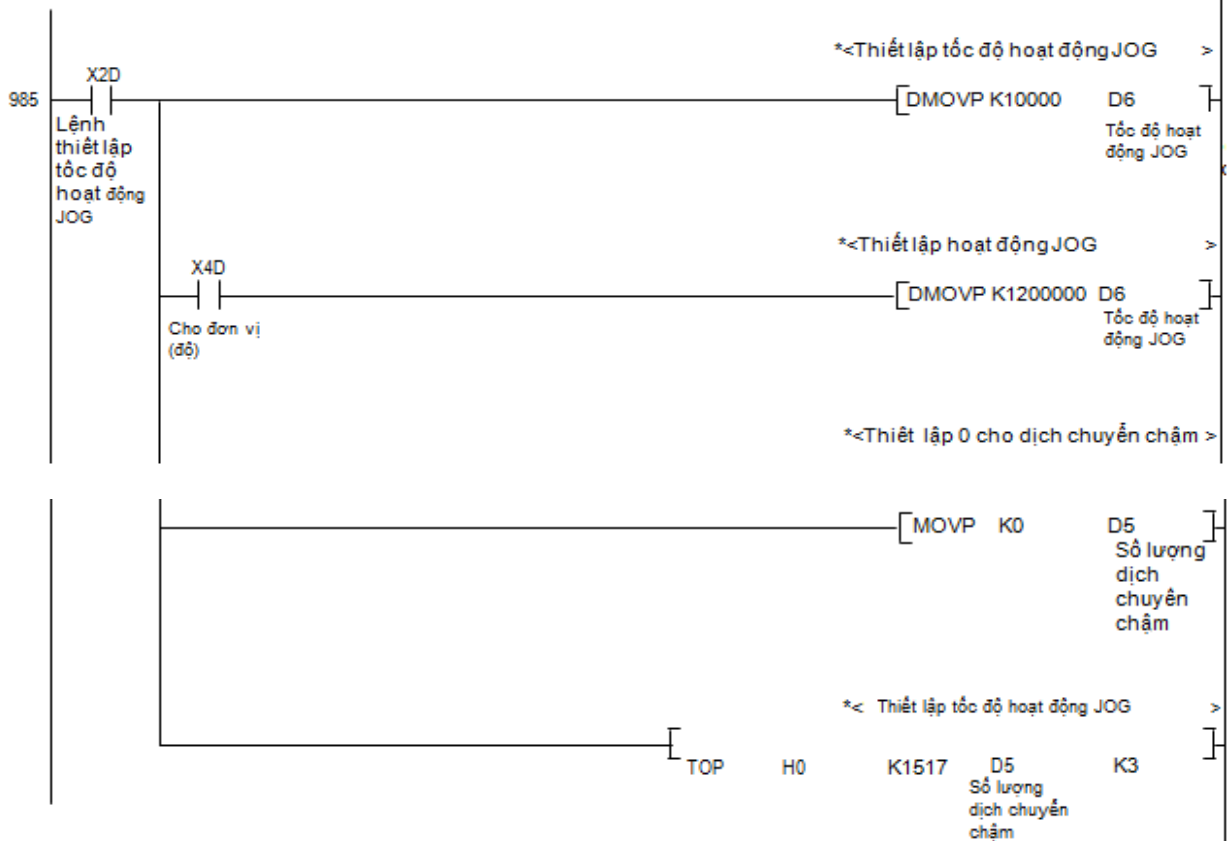 *<Thiết lập tốc độ hoạt động JOG >
X2D
985
DMOVP K10000 D6
Lệnh
thiết lập
tốc độ
hoạt động
JOG
Tốc độ hoạt
động JOG
*<Thiết lập hoạt động JOG >
X4D
DMOVP K1200000 D6
Cho đơn vị
(độ)
Tốc độ hoạt
động JOG
*<Thiêt lập 0 cho dịch chuyển chậm >
MOVP K0 D5
Số lượng
dịch
chuyên
chậm
*< Thiết lập tốc độ hoạt động JOG >
TOP H0 K1517 D5 K3
Số lượng
dịch chuyển
chậm